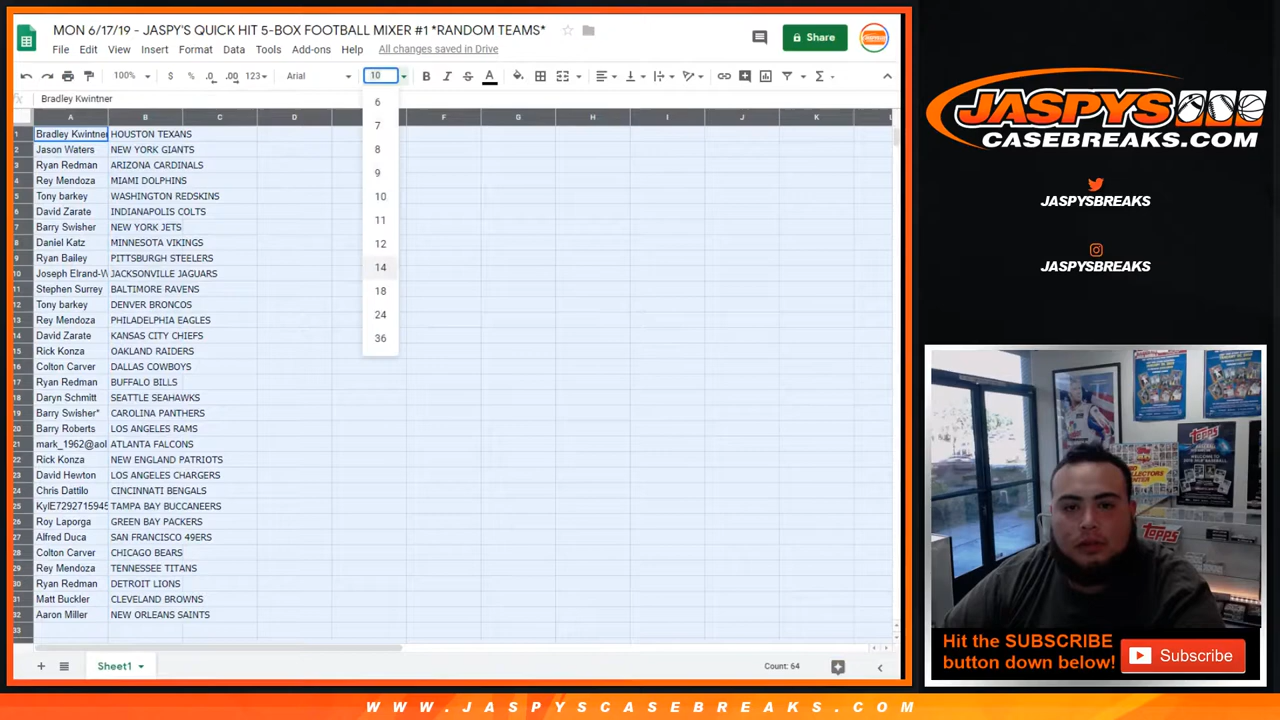 MON 6/17/19 - JASPY'S QUICK HIT 5-BOX FOOTBALL MIXER #1 *RANDOM TEAMS*
File Edit View Insert Format Data Tools Add-ons Help All changes saved in Drive
Share
100% $ % .0 .00 123 Arial 10 B I S A
fx Bradley Kwintner
A B C D F G H I J K L
1 Bradley Kwintner HOUSTON TEXANS
2 Jason Waters NEW YORK GIANTS
3 Ryan Redman ARIZONA CARDINALS
4 Rey Mendoza MIAMI DOLPHINS
5 Tony barkey WASHINGTON REDSKINS
6 David Zarate INDIANAPOLIS COLTS
7 Barry Swisher NEW YORK JETS
8 Daniel Katz MINNESOTA VIKINGS
9 Ryan Bailey PITTSBURGH STEELERS
10 Joseph Elrand-W JACKSONVILLE JAGUARS
11 Stephen Surrey BALTIMORE RAVENS
12 Tony barkey DENVER BRONCOS
13 Rey Mendoza PHILADELPHIA EAGLES
14 David Zarate KANSAS CITY CHIEFS
15 Rick Konza OAKLAND RAIDERS
16 Colton Carver DALLAS COWBOYS
17 Ryan Redman BUFFALO BILLS
18 Daryn Schmitt SEATTLE SEAHAWKS
19 Barry Swisher* CAROLINA PANTHERS
20 Barry Roberts LOS ANGELES RAMS
21 mark_1962@aol ATLANTA FALCONS
22 Rick Konza NEW ENGLAND PATRIOTS
23 David Hewton LOS ANGELES CHARGERS
24 Chris Dattilo CINCINNATI BENGALS
25 KylE7292715945 TAMPA BAY BUCCANEERS
26 Roy Laporga GREEN BAY PACKERS
27 Alfred Duca SAN FRANCISCO 49ERS
28 Colton Carver CHICAGO BEARS
29 Rey Mendoza TENNESSEE TITANS
30 Ryan Redman DETROIT LIONS
31 Matt Buckler CLEVELAND BROWNS
32 Aaron Miller NEW ORLEANS SAINTS
33
6
7
8
9
10
11
12
14
18
24
36
Sheet1
Count: 64
JASPYS
CASEBREAKS.COM
JASPYSBREAKS
JASPYSBREAKS
TOPPS
TOPPS
Hit the SUBSCRIBE
button down below!
Subscribe
WWW.JASPYSCASEBREAKS.COM